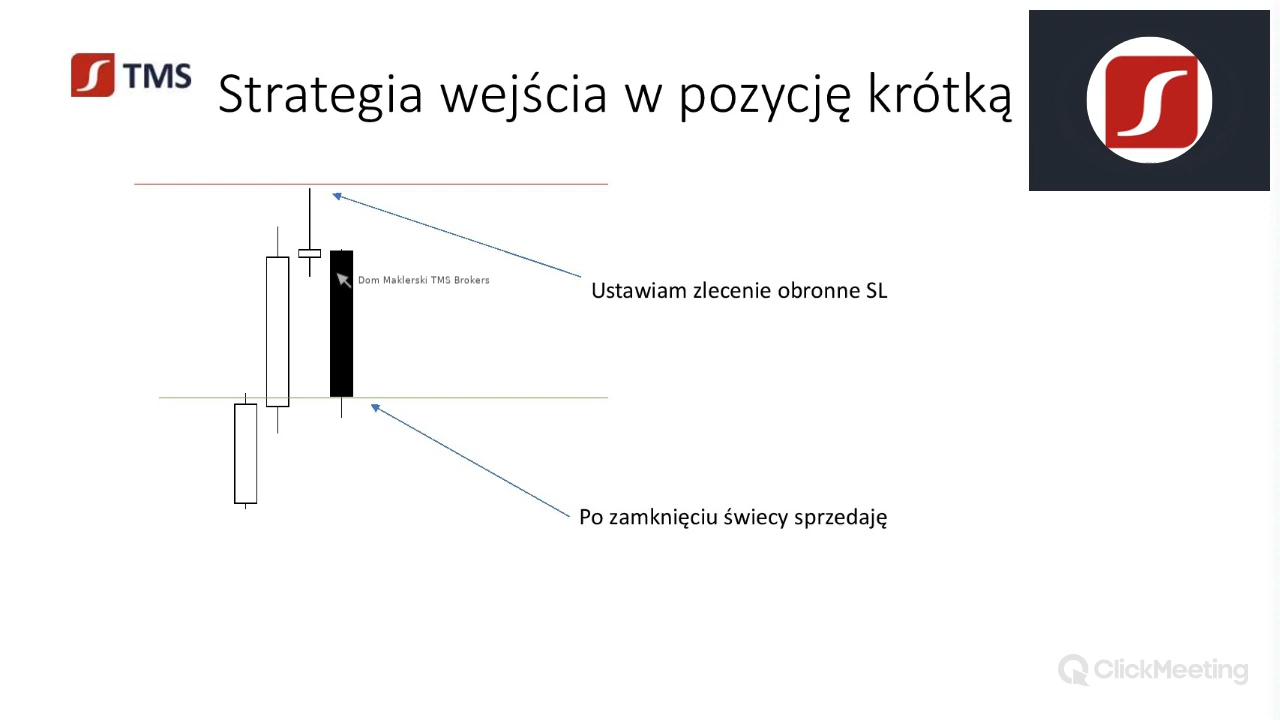 TMS
Strategia wejścia w pozycję krótką
Dom Maklerski TMS Brokers
Ustawiam zlecenie obronne SL
Po zamknięciu świecy sprzedaję
ClickMeeting